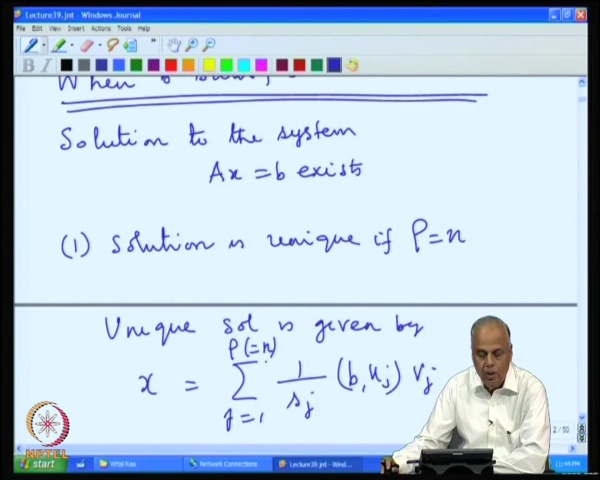 Lecture39.jnt - Windows Journal
File Edit View Insert Actions Tools Help
When b
Solution to the system
Ax = b exists
(1) Solution is unique if ρ = n
Unique sol is given by
x = ρ(=n) ∑ j=1 1/sj (b, uj) vj
NPTEL
start Vittal Rao Network Connections Lecture39.jnt - Wind...